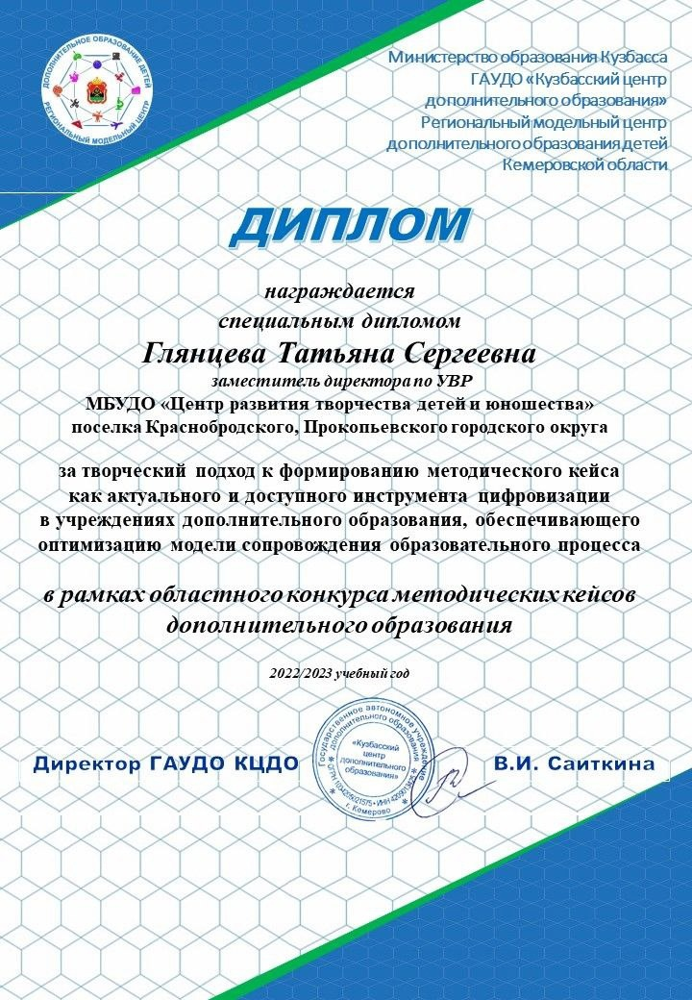 ДОПОЛНИТЕЛЬНОЕ ОБРАЗОВАНИЕ ДЕТЕЙ
РЕГИОНАЛЬНЫЙ МОДЕЛЬНЫЙ ЦЕНТР
Министерство образования Кузбасса
ГАУДО «Кузбасский центр
дополнительного образования»
Региональный модельный центр
дополнительного образования детей
Кемеровской области
ДИПЛОМ
награждается
специальным дипломом
Глянцева Татьяна Сергеевна
заместитель директора по УВР
МБУДО «Центр развития творчества детей и юношества»
поселка Краснобродского, Прокопьевского городского округа
за творческий подход к формированию методического кейса
как актуального и доступного инструмента цифровизации
в учреждениях дополнительного образования, обеспечивающего
оптимизацию модели сопровождения образовательного процесса
в рамках областного конкурса методических кейсов
дополнительного образования
2022/2023 учебный год
Государственное автономное учреждение
дополнительного образования
«Кузбасский
центр
дополнительного
образования»
г. Кемерово
Директор ГАУДО КЦДО
В.И. Саиткина